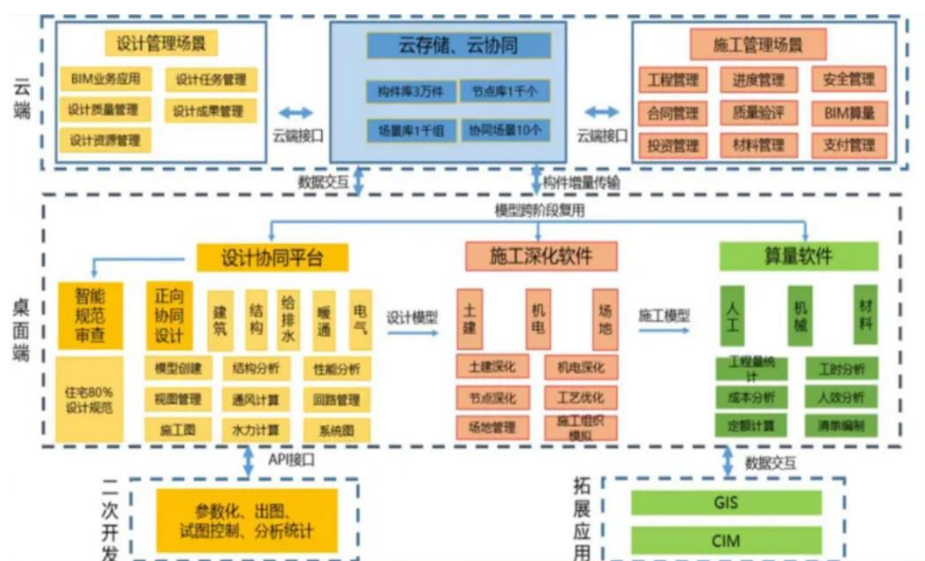 云端
设计管理场景
BIM业务应用
设计任务管理
设计质量管理
设计成果管理
设计资源管理
云端接口
云存储、云协同
构件库3万件
节点库1千个
场景库1千组
协同场景10个
云端接口
施工管理场景
工程管理
进度管理
安全管理
合同管理
质量验评
BIM算量
投资管理
材料管理
支付管理
数据交互
构件增量传输
桌面端
模型跨阶段复用
设计协同平台
智能
规范
审查
住宅80%
设计规范
正向
协同
设计
建筑
结构
给排水
暖通
电气
模型创建
结构分析
性能分析
视图管理
通风计算
回路管理
施工图
水力计算
系统图
设计模型
施工深化软件
土建
机电
场地
土建深化
机电深化
节点深化
工艺优化
场地管理
施工组织
模拟
施工模型
算量软件
人工
机械
材料
工程量统
计
工时分析
成本分析
人效分析
定额计算
清单编制
API接口
数据交互
二次开发
参数化、出图、
试图控制、分析统计
拓展应用
GIS
CIM